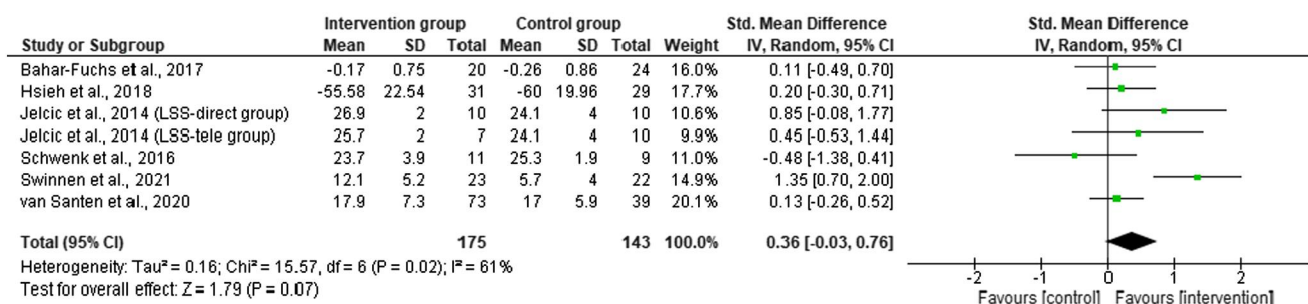 Intervention group Control group Std. Mean Difference Std. Mean Difference
Study or Subgroup Mean SD Total Mean SD Total Weight IV, Random, 95% CI IV, Random, 95% CI
Bahar-Fuchs et al., 2017 -0.17 0.75 20 -0.26 0.86 24 16.0% 0.11 [-0.49, 0.70]
Hsieh et al., 2018 -55.58 22.54 31 -60 19.96 29 17.7% 0.20 [-0.30, 0.71]
Jelcic et al., 2014 (LSS-direct group) 26.9 2 10 24.1 4 10 10.6% 0.85 [-0.08, 1.77]
Jelcic et al., 2014 (LSS-tele group) 25.7 2 7 24.1 4 10 9.9% 0.45 [-0.53, 1.44]
Schwenk et al., 2016 23.7 3.9 11 25.3 1.9 9 11.0% -0.48 [-1.38, 0.41]
Swinnen et al., 2021 12.1 5.2 23 5.7 4 22 14.9% 1.35 [0.70, 2.00]
van Santen et al., 2020 17.9 7.3 73 17 5.9 39 20.1% 0.13 [-0.26, 0.52]
Total (95% CI) 175 143 100.0% 0.36 [-0.03, 0.76]
Heterogeneity: Tau² = 0.16; Chi² = 15.57, df = 6 (P = 0.02); I² = 61%
Test for overall effect: Z = 1.79 (P = 0.07)
-2 -1 0 1 2
Favours [control] Favours [intervention]